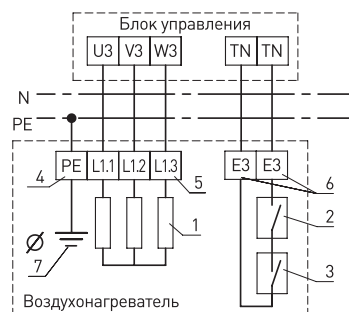 Блок управления
U3 V3 W3 TN TN
N
PE
PE L1.1 L1.2 L1.3 E3 E3
4 5 6
1 2
Ø
7 3
Воздухонагреватель